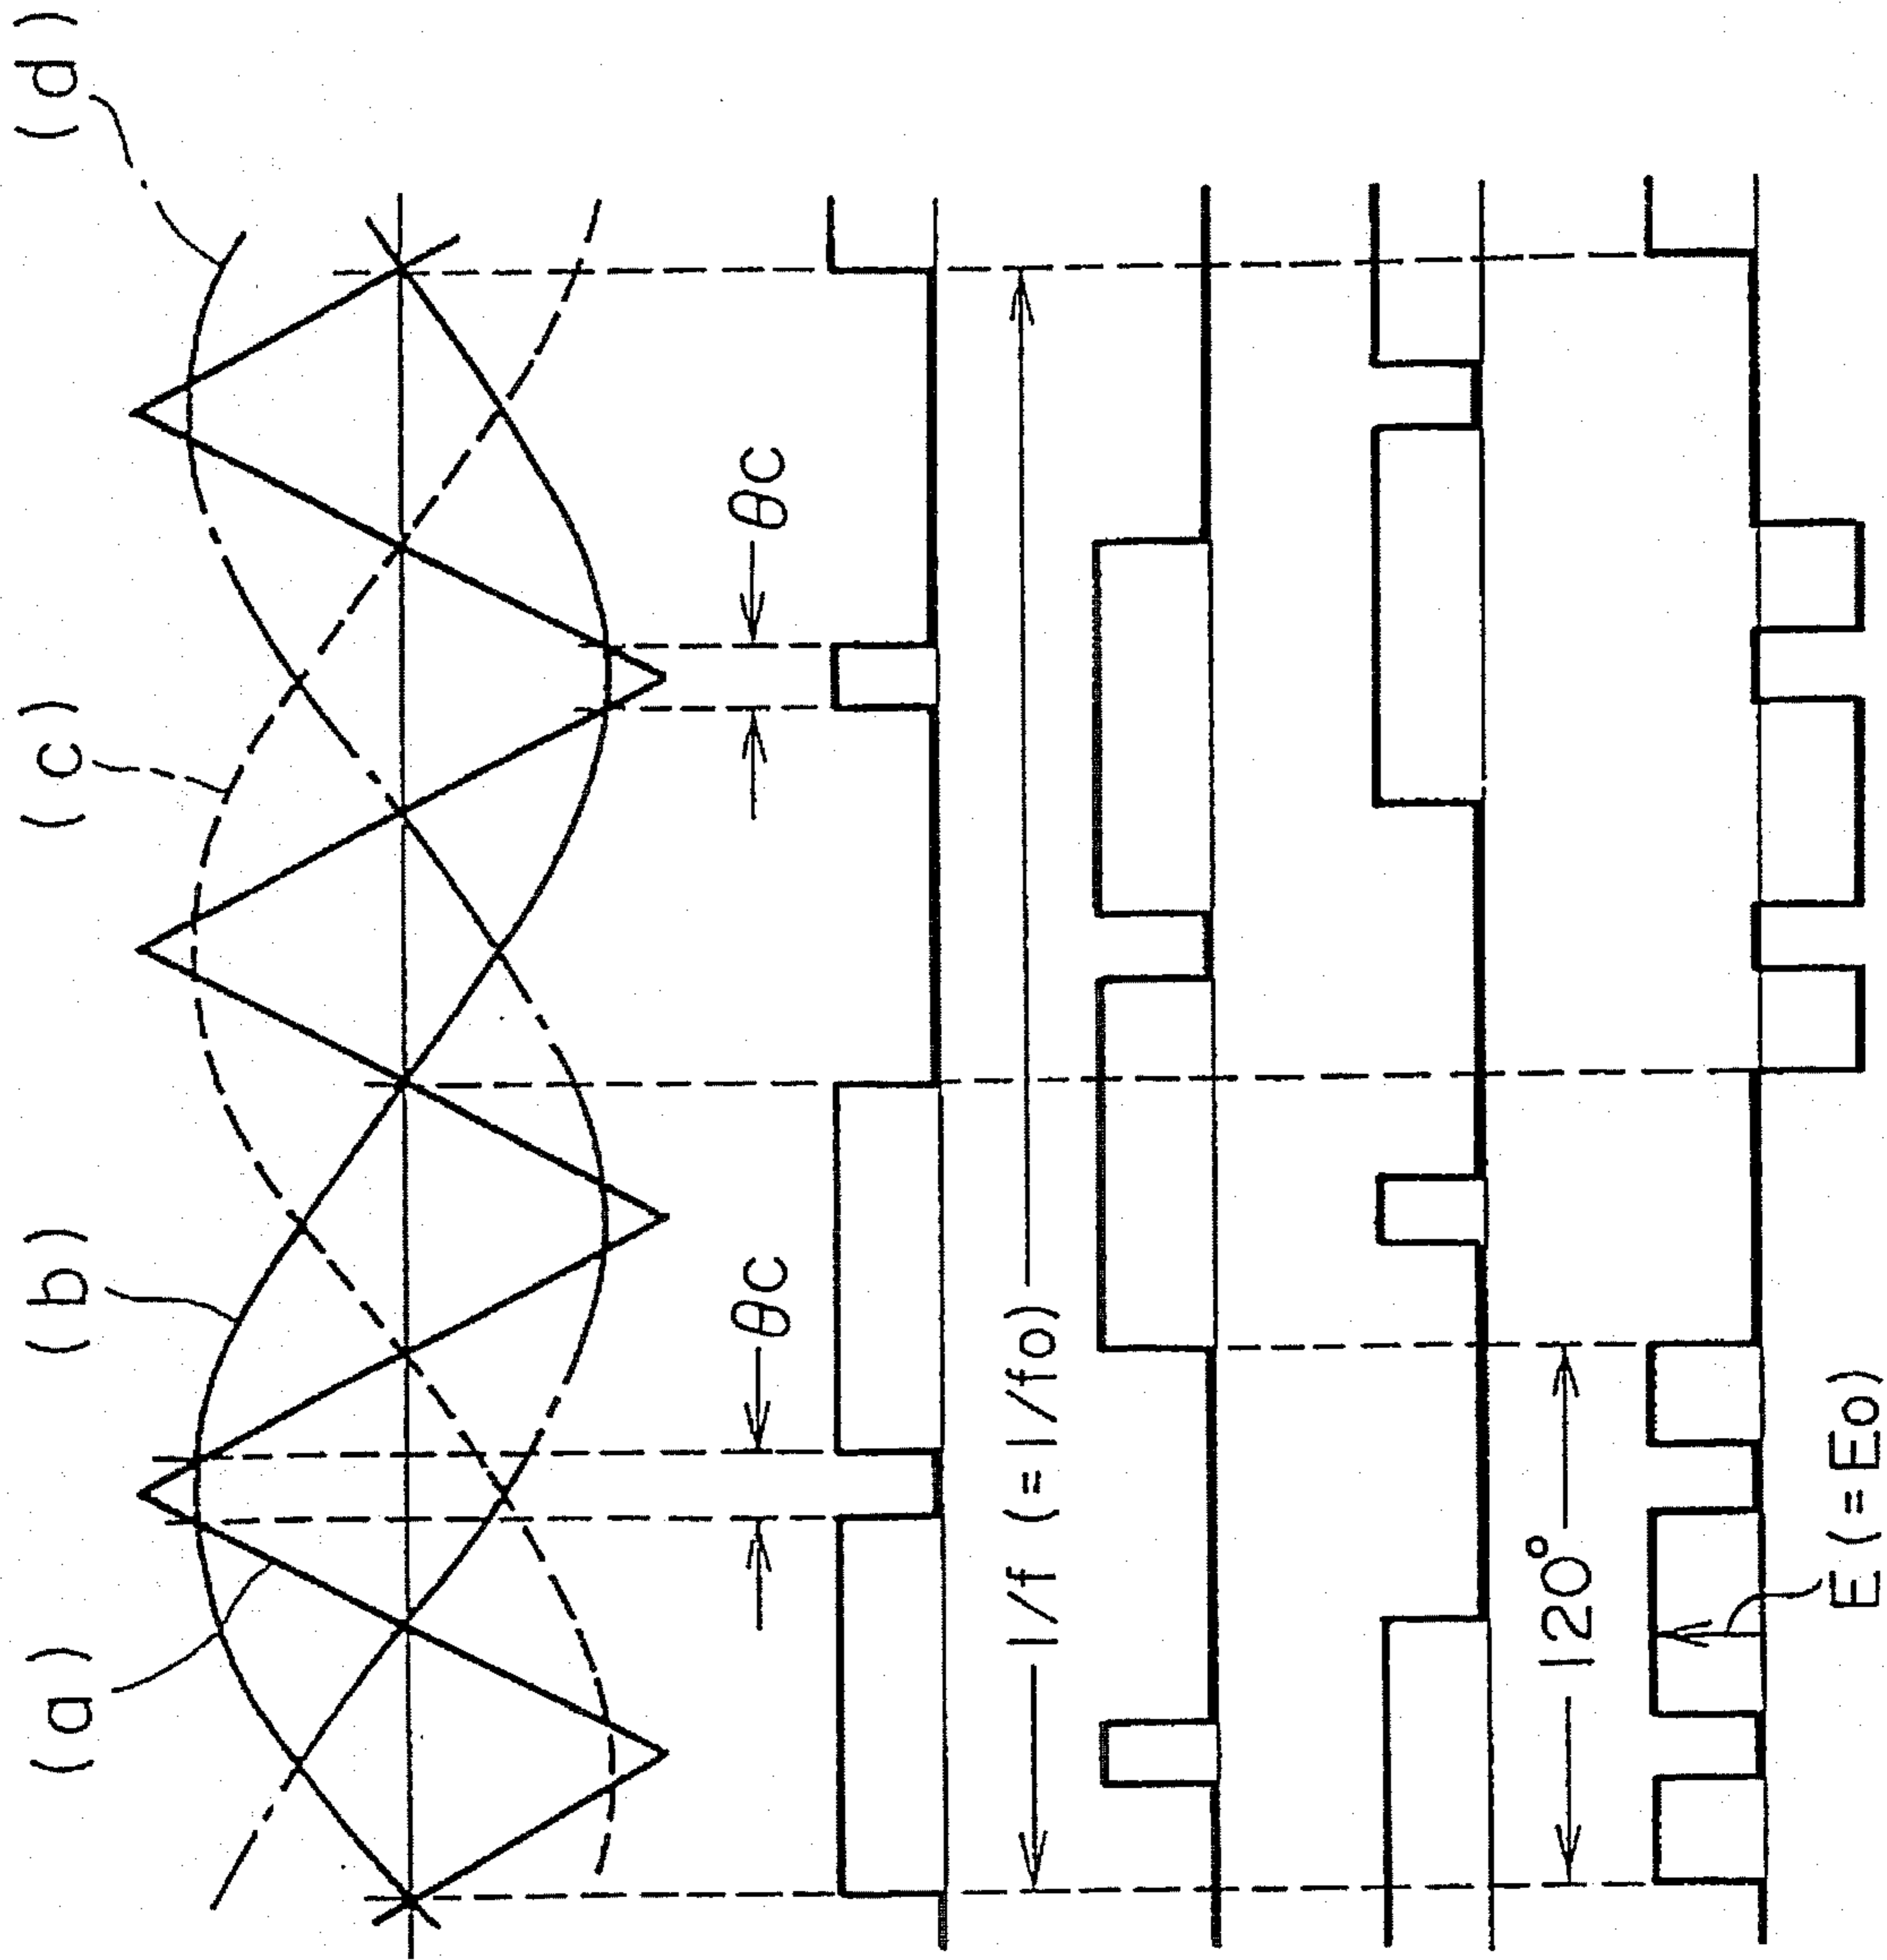 (a)
(b)
(c)
(d)
θc
θc
1/f (=1/fo)
120°
E(=Eo)